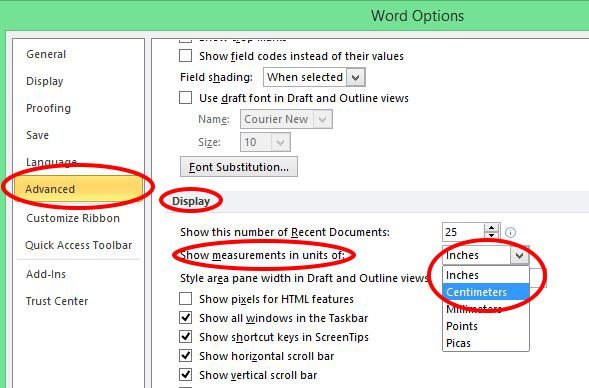 Word Options
General
Display
Proofing
Save
Language
Advanced
Customize Ribbon
Quick Access Toolbar
Add-Ins
Trust Center
Show crop marks
Show field codes instead of their values
Field shading: When selected
Use draft font in Draft and Outline views
Name: Courier New
Size: 10
Font Substitution...
Display
Show this number of Recent Documents: 25
Show measurements in units of: Inches
Inches
Style area pane width in Draft and Outline views
Centimeters
Show pixels for HTML features
Millimeters
Show all windows in the Taskbar
Points
Show shortcut keys in ScreenTips
Picas
Show horizontal scroll bar
Show vertical scroll bar